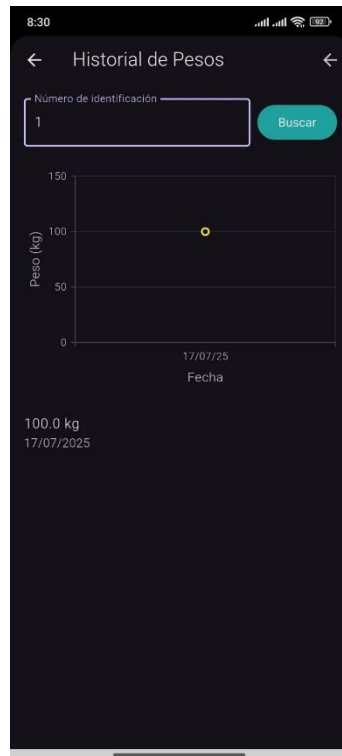 8:30
92
Historial de Pesos
Número de identificación
1
Buscar
150
100
50
0
Peso (kg)
17/07/25
Fecha
100.0 kg
17/07/2025